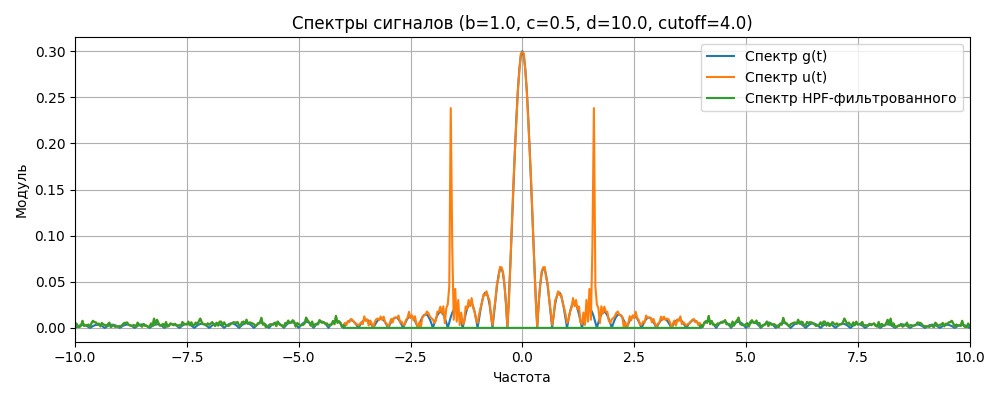 Спектры сигналов (b=1.0, c=0.5, d=10.0, cutoff=4.0)
Спектр g(t)
Спектр u(t)
Спектр HPF-фильтрованного
Модуль
0.30
0.25
0.20
0.15
0.10
0.05
0.00
−10.0 −7.5 −5.0 −2.5 0.0 2.5 5.0 7.5 10.0
Частота